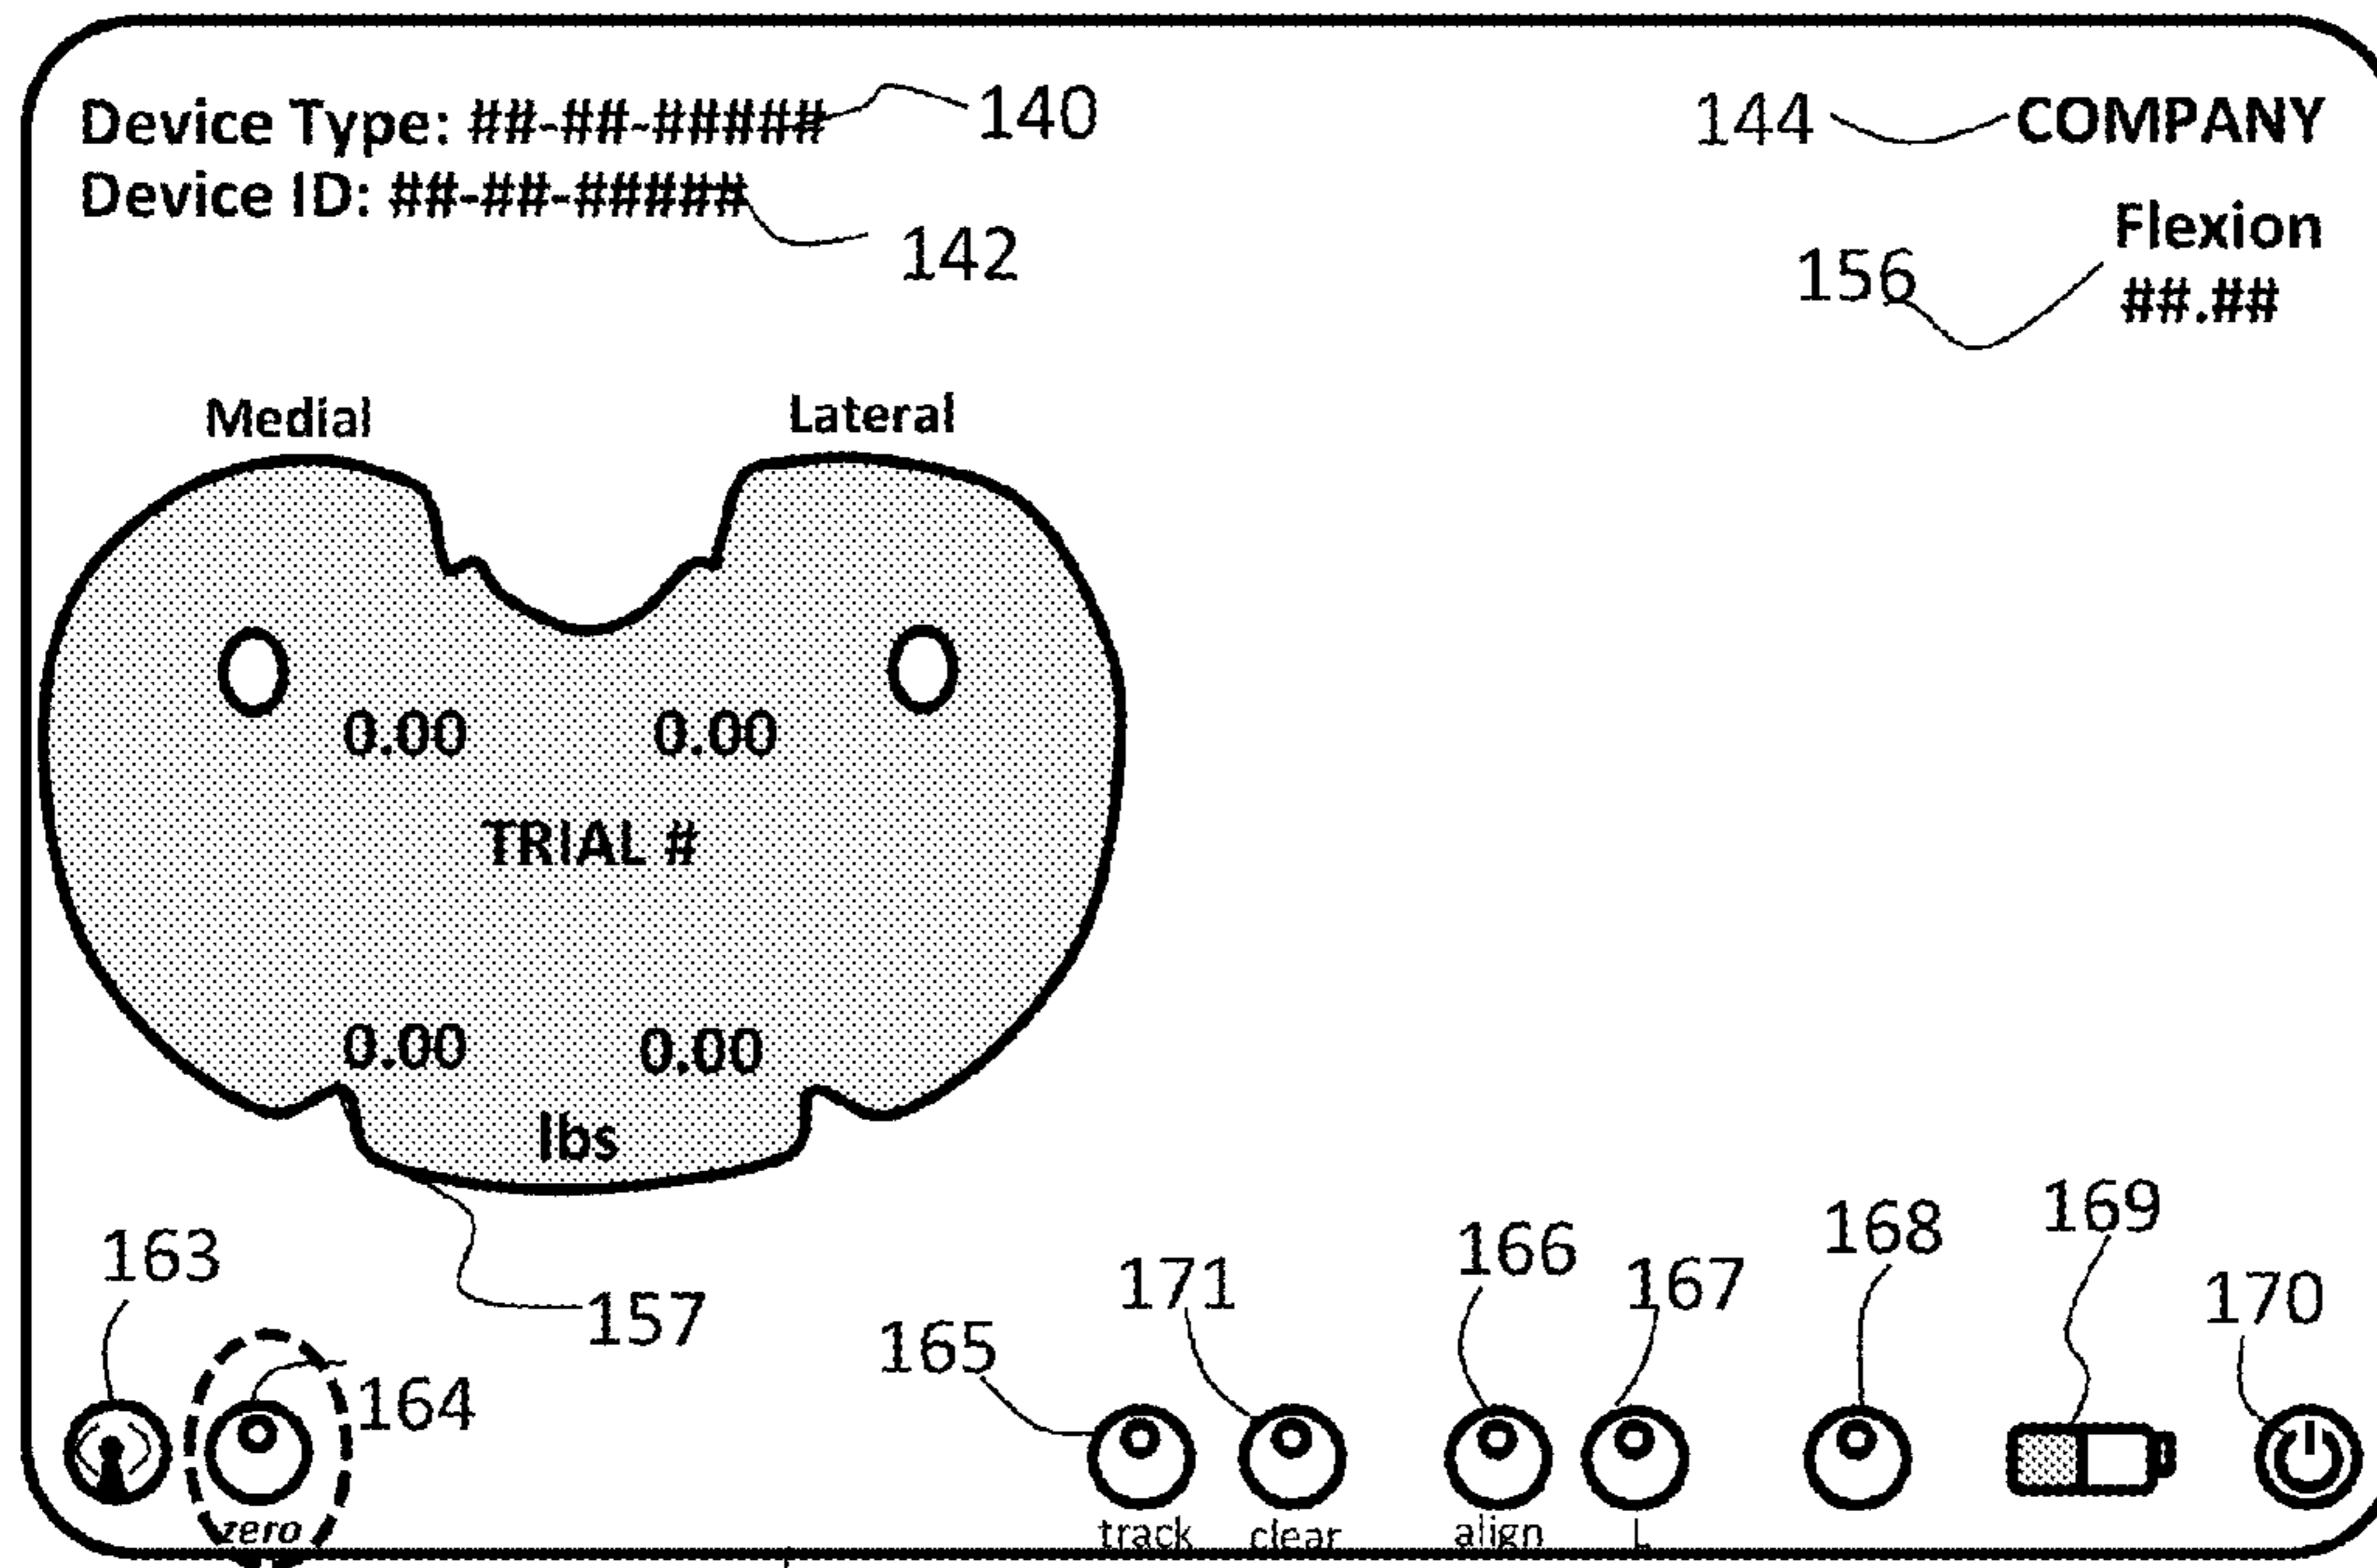 Device Type: ##-##-##### 140
144 COMPANY
Device ID: ##-##-#####
142
Flexion
156
##.##
Medial Lateral
0.00 0.00
TRIAL #
0.00 0.00
lbs
163
157
164
165
171
166
167
168
169
170
zero
track clear align L